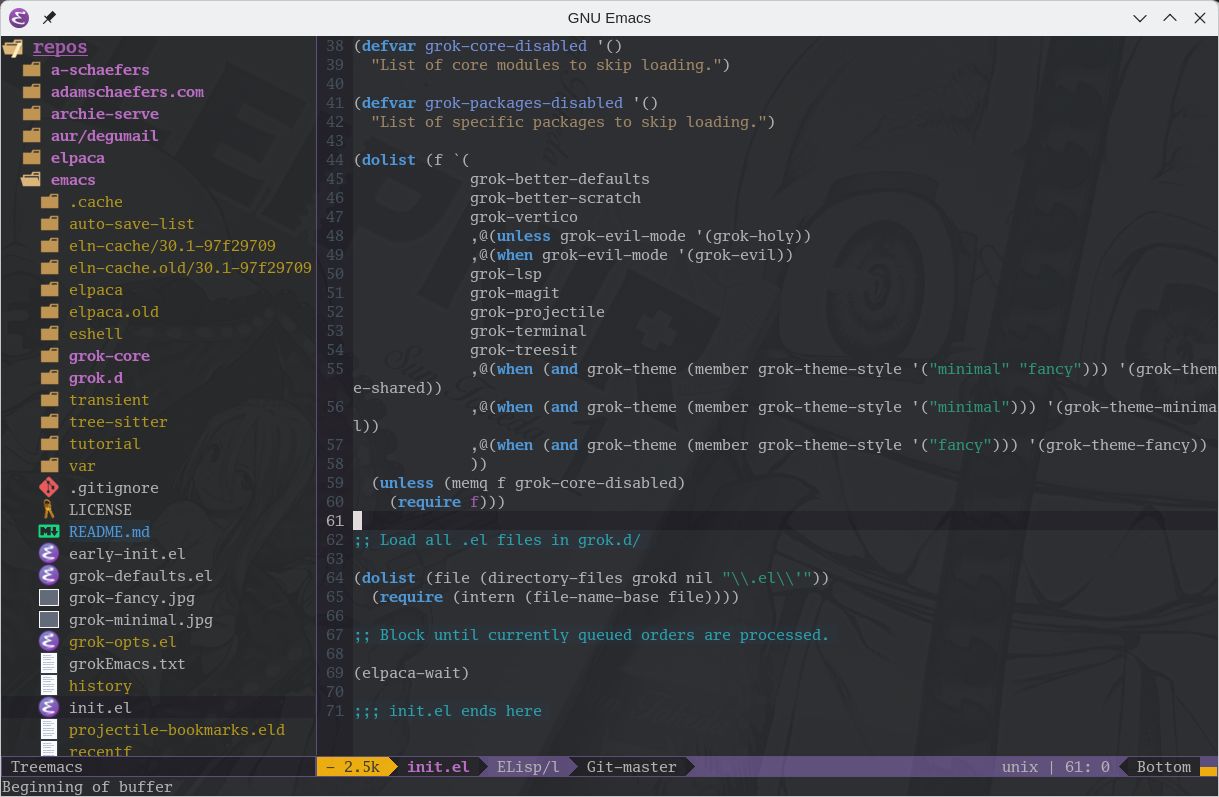 GNU Emacs
repos
a-schaefers
adamschaefers.com
archie-serve
aur/degumail
elpaca
emacs
.cache
auto-save-list
eln-cache/30.1-97f29709
eln-cache.old/30.1-97f29709
elpaca
elpaca.old
eshell
grok-core
grok.d
transient
tree-sitter
tutorial
var
.gitignore
LICENSE
README.md
early-init.el
grok-defaults.el
grok-fancy.jpg
grok-minimal.jpg
grok-opts.el
grokEmacs.txt
history
init.el
projectile-bookmarks.eld
recentf
Treemacs
38 (defvar grok-core-disabled '()
39   "List of core modules to skip loading.")
40
41 (defvar grok-packages-disabled '()
42   "List of specific packages to skip loading.")
43
44 (dolist (f `(
45              grok-better-defaults
46              grok-better-scratch
47              grok-vertico
48              ,@(unless grok-evil-mode '(grok-holy))
49              ,@(when grok-evil-mode '(grok-evil))
50              grok-lsp
51              grok-magit
52              grok-projectile
53              grok-terminal
54              grok-treesit
55              ,@(when (and grok-theme (member grok-theme-style '("minimal" "fancy"))) '(grok-them
e-shared))
56              ,@(when (and grok-theme (member grok-theme-style '("minimal"))) '(grok-theme-minima
l))
57              ,@(when (and grok-theme (member grok-theme-style '("fancy"))) '(grok-theme-fancy))
58              ))
59   (unless (memq f grok-core-disabled)
60     (require f)))
61
62 ;; Load all .el files in grok.d/
63
64 (dolist (file (directory-files grokd nil "\\.el\\'"))
65   (require (intern (file-name-base file))))
66
67 ;; Block until currently queued orders are processed.
68
69 (elpaca-wait)
70
71 ;;; init.el ends here
- 2.5k init.el ELisp/l Git-master unix | 61: 0 Bottom
Beginning of buffer